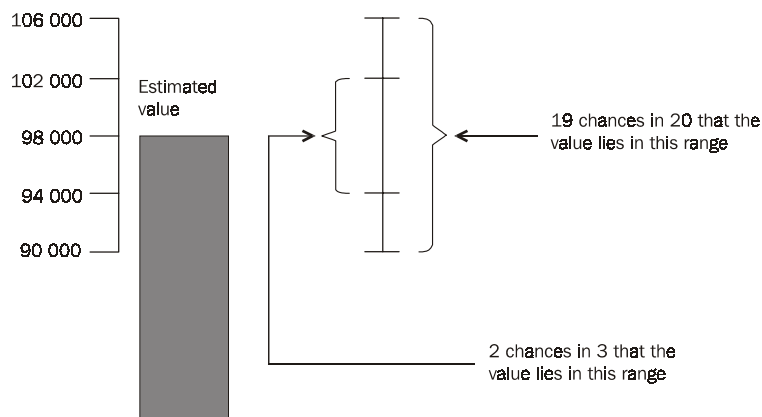 106 000
102 000
98 000
94 000
90 000
Estimated
value
19 chances in 20 that the
value lies in this range
2 chances in 3 that the
value lies in this range